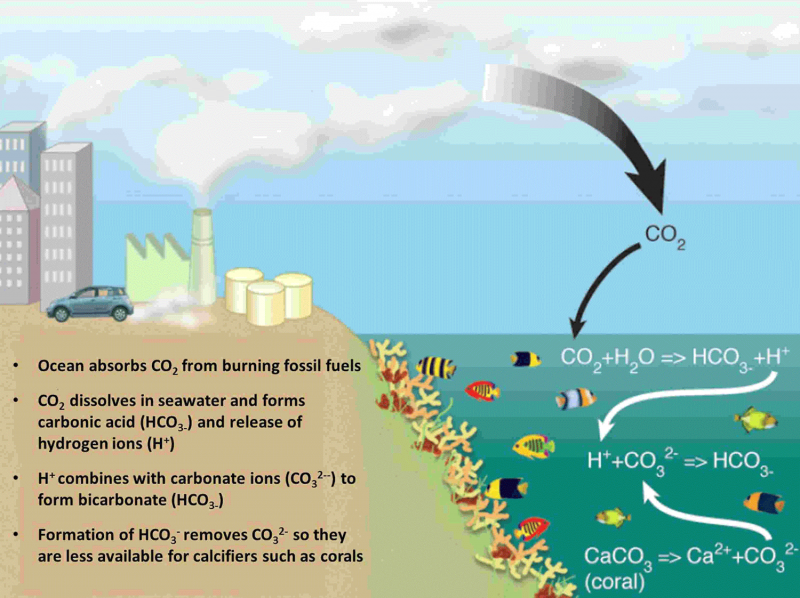 CO₂
• Ocean absorbs CO₂ from burning fossil fuels
• CO₂ dissolves in seawater and forms
carbonic acid (HCO₃₋) and release of
hydrogen ions (H⁺)
• H⁺ combines with carbonate ions (CO₃²⁻⁻) to
form bicarbonate (HCO₃₋)
• Formation of HCO₃⁻ removes CO₃²⁻ so they
are less available for calcifiers such as corals
CO₂+H₂O => HCO₃₋+H⁺
H⁺+CO₃²⁻ => HCO₃₋
CaCO₃ => Ca²⁺+CO₃²⁻
(coral)